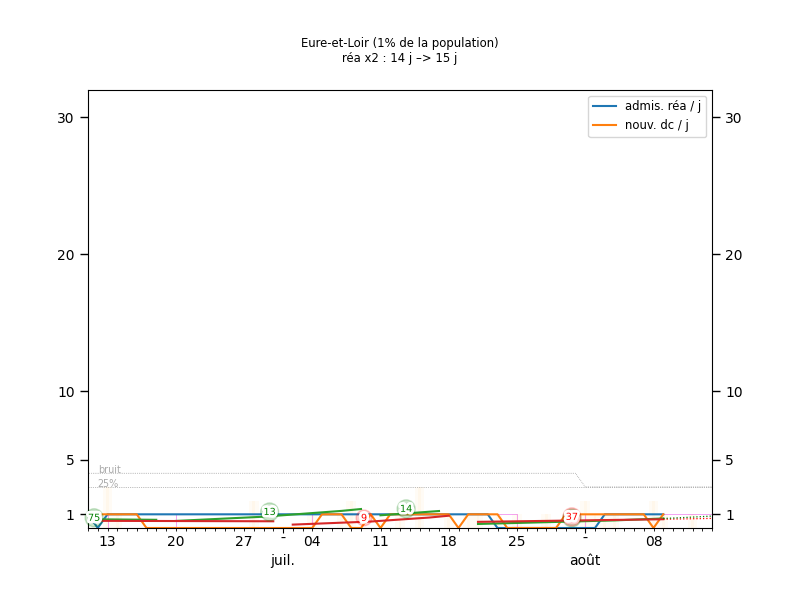 Eure-et-Loir (1% de la population)
réa x2 : 14 j –> 15 j
admis. réa / j
nouv. dc / j
30 30
20 20
10 10
5 5
bruit
25%
1 1
75 13 9 14 37
13 20 27 - 04 11 18 25 - 08
juil. août